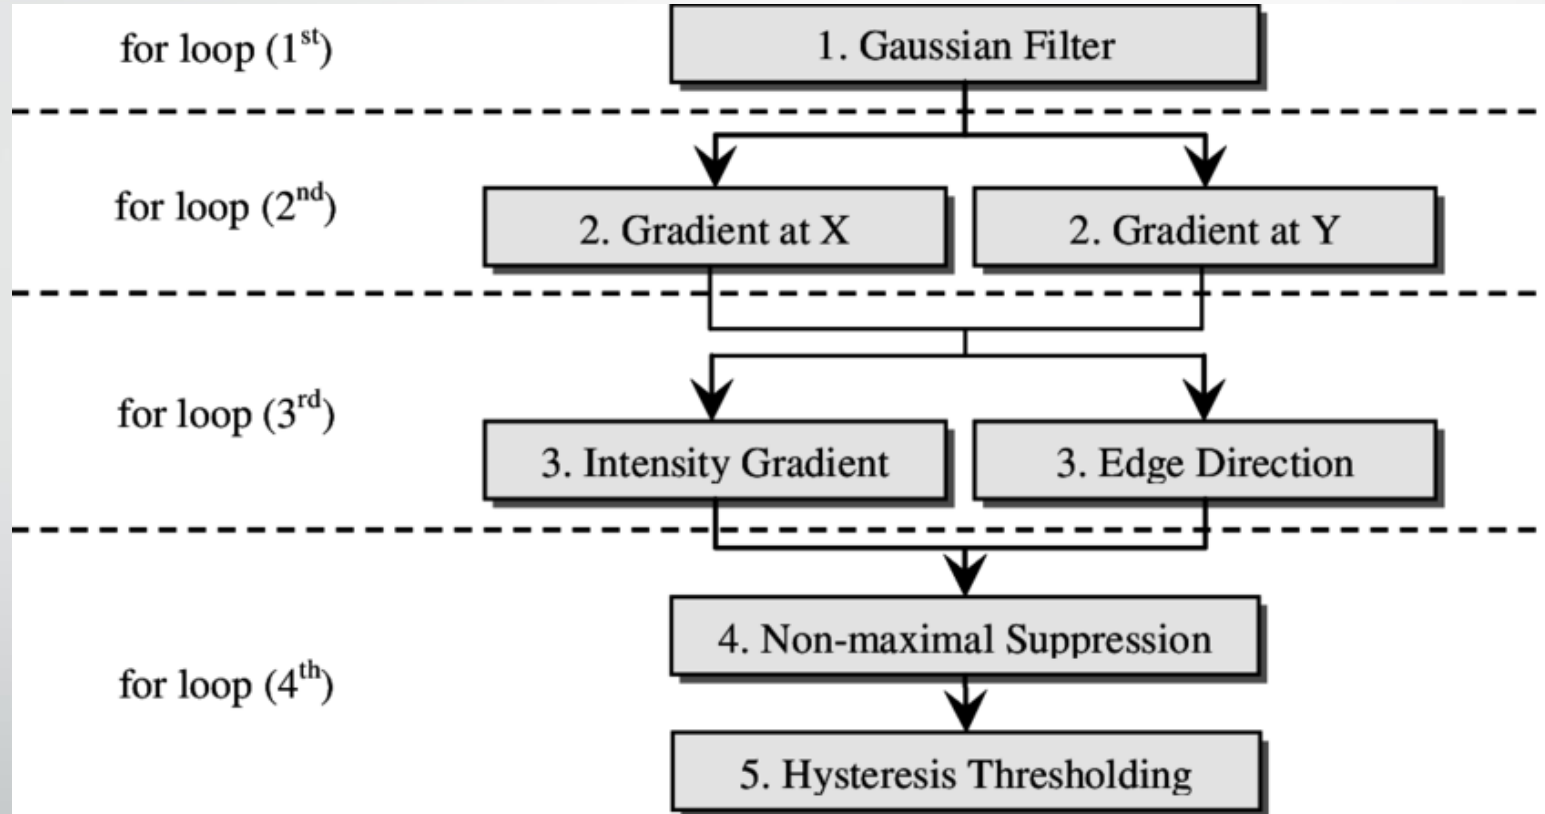 for loop (1st)
1. Gaussian Filter
for loop (2nd)
2. Gradient at X
2. Gradient at Y
for loop (3rd)
3. Intensity Gradient
3. Edge Direction
for loop (4th)
4. Non-maximal Suppression
5. Hysteresis Thresholding